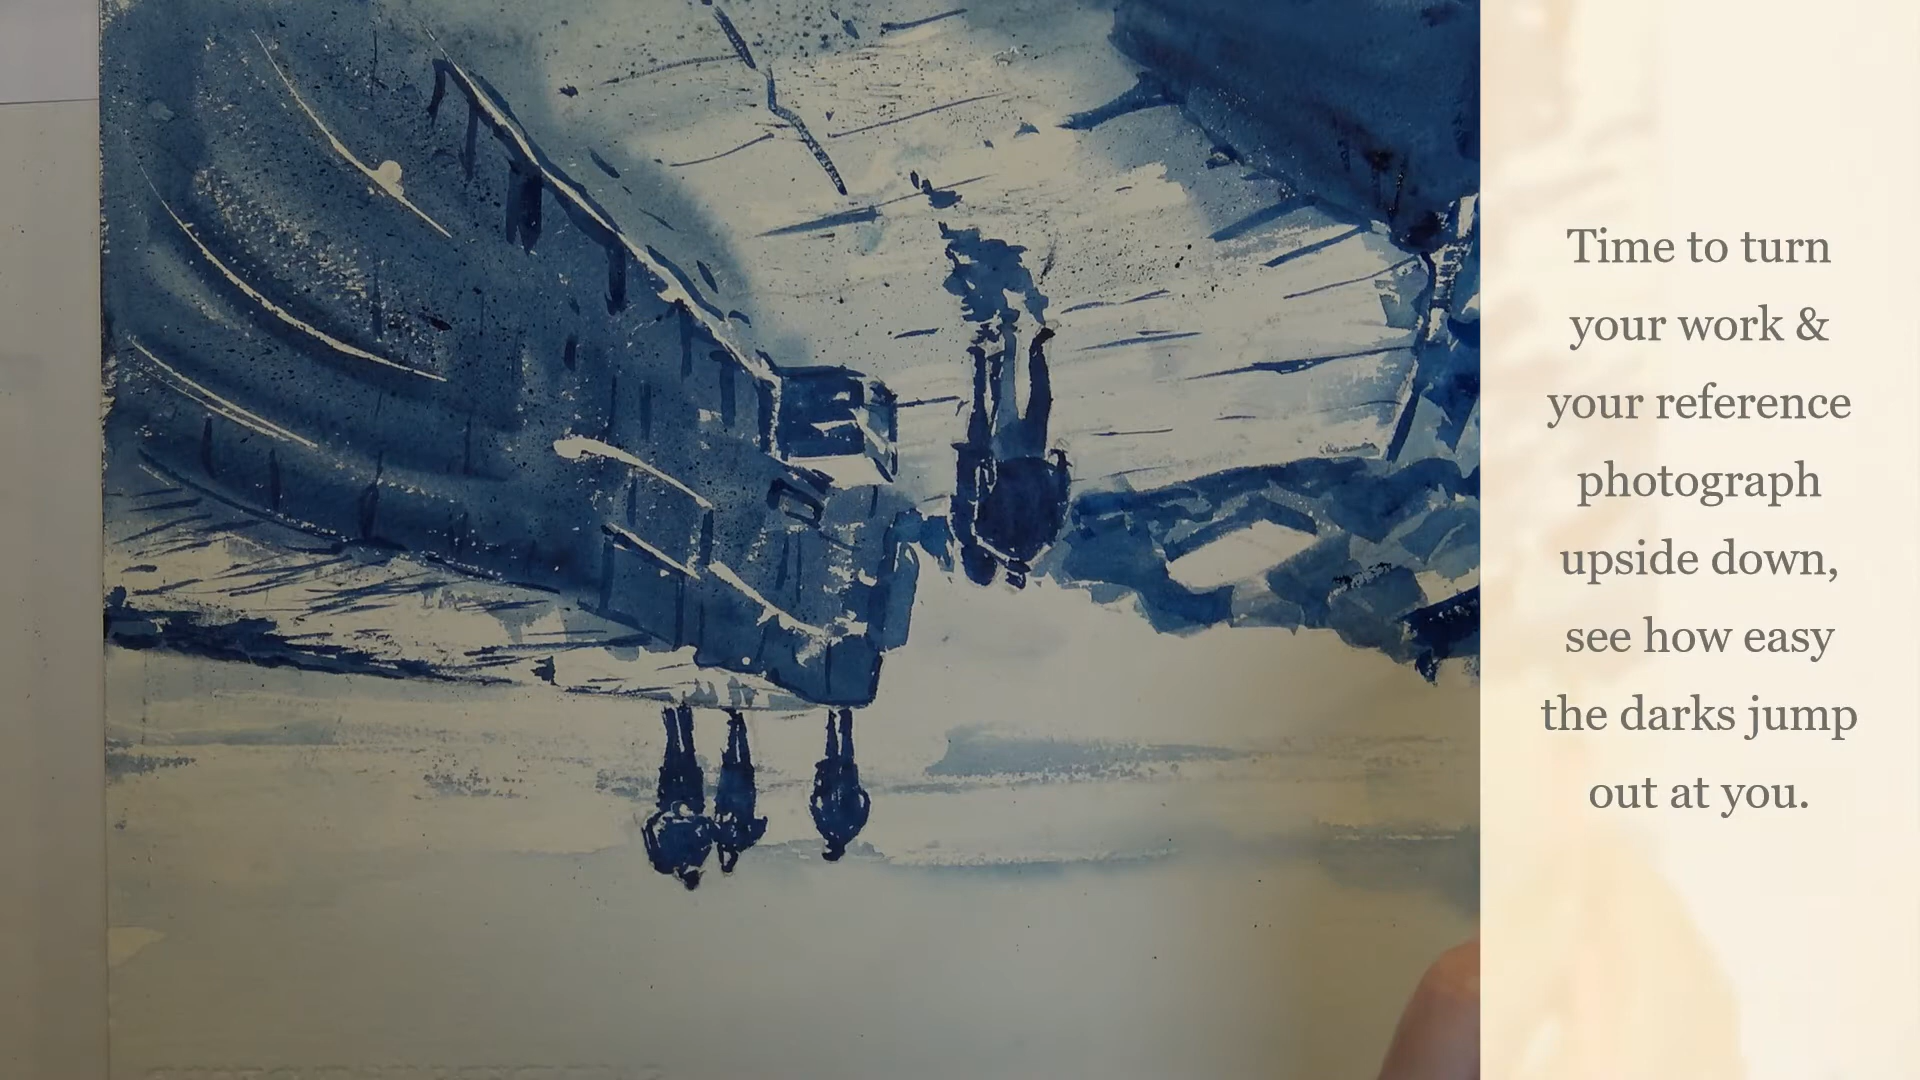 Time to turn
your work &
your reference
photograph
upside down,
see how easy
the darks jump
out at you.